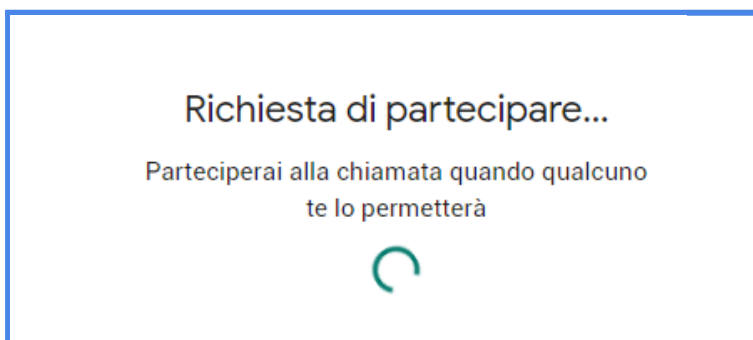 Richiesta di partecipare...
Parteciperai alla chiamata quando qualcuno
te lo permetterà